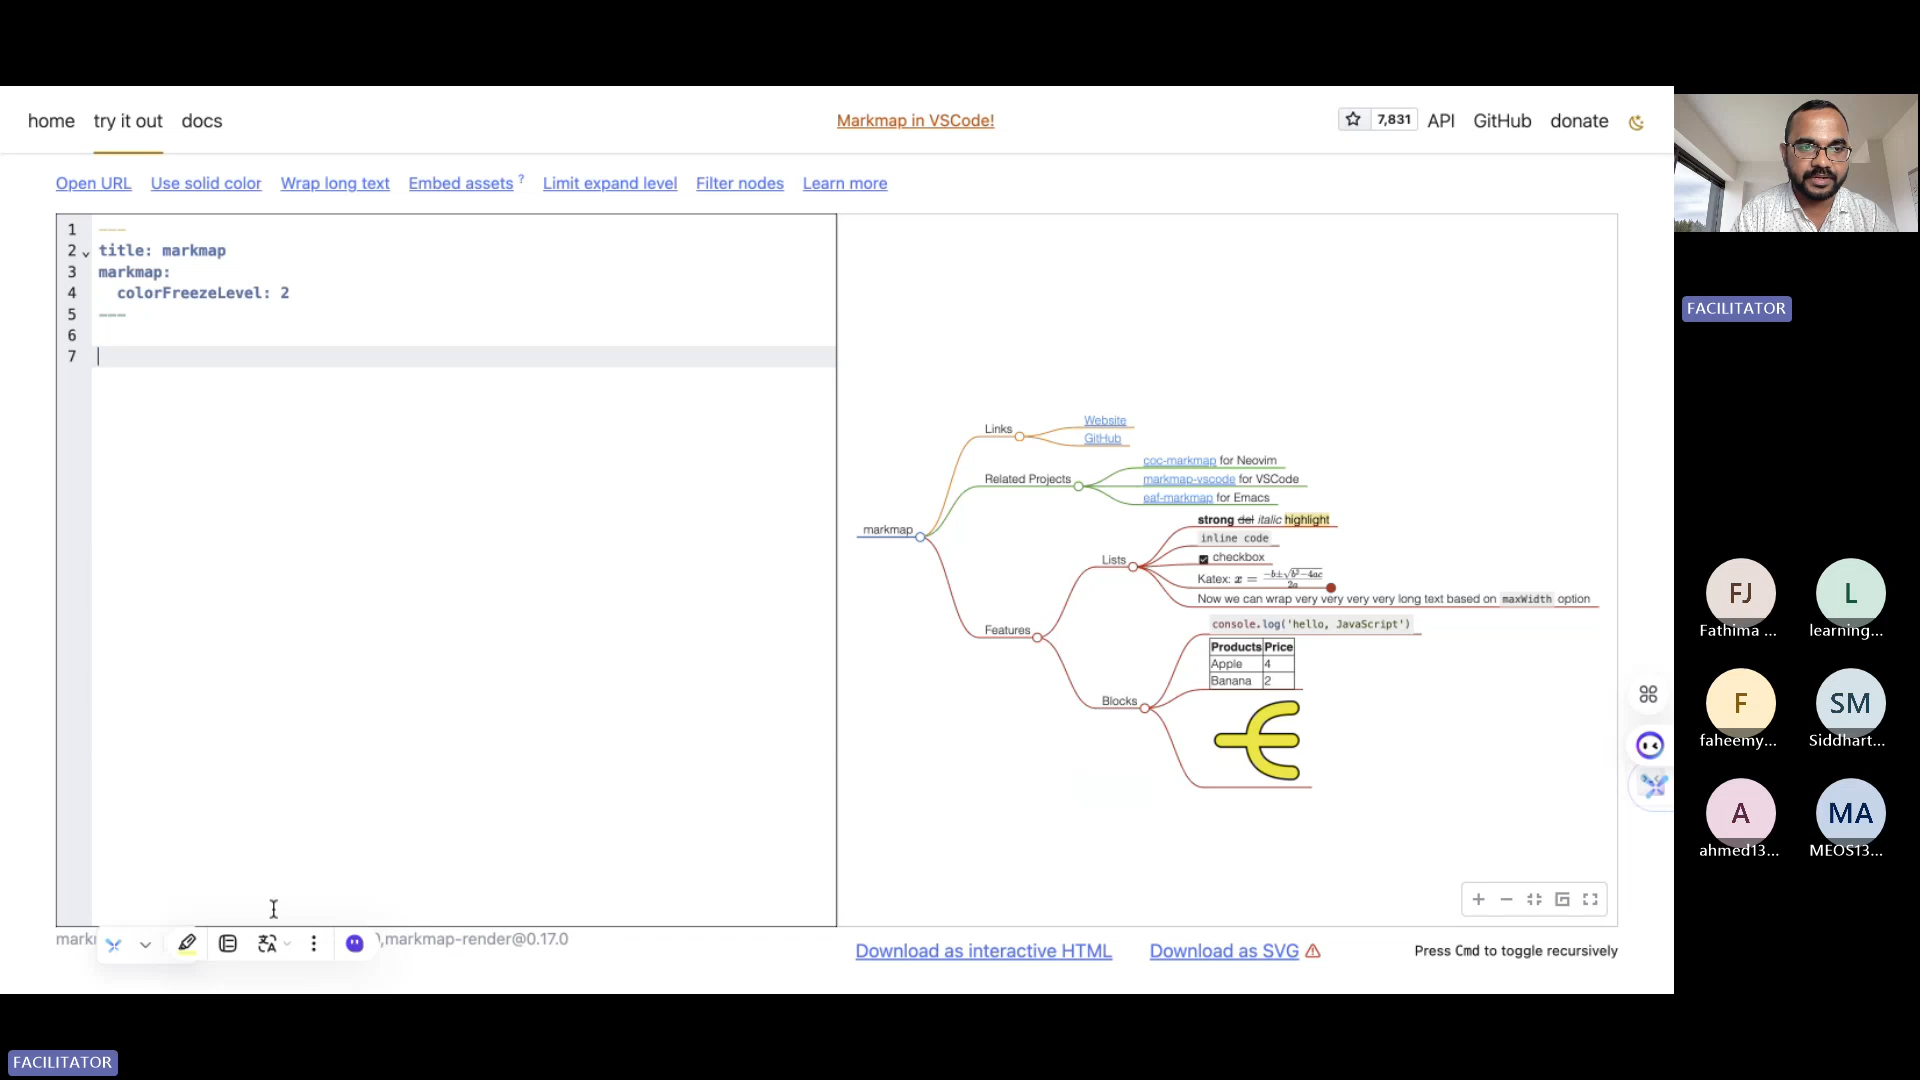 home try it out docs
Markmap in VSCode!
7,831 API GitHub donate
Open URL Use solid color Wrap long text Embed assets ? Limit expand level Filter nodes Learn more
1 ---
2 title: markmap
3 markmap:
4 colorFreezeLevel: 2
5 ---
6
7
Links
Website
GitHub
Related Projects
coc-markmap for Neovim
markmap-vscode for VSCode
eaf-markmap for Emacs
markmap
Features
Lists
strong del italic highlight
inline code
checkbox
Katex: x = −b±√b²−4ac / 2a
Now we can wrap very very very very long text based on maxWidth option
Blocks
console.log('hello, JavaScript')
Products Price
Apple 4
Banana 2
,markmap-render@0.17.0
Download as interactive HTML Download as SVG
Press Cmd to toggle recursively
FACILITATOR
FJ
Fathima ...
L
learning...
F
faheemy...
SM
Siddhart...
A
ahmed13...
MA
MEOS13...
FACILITATOR